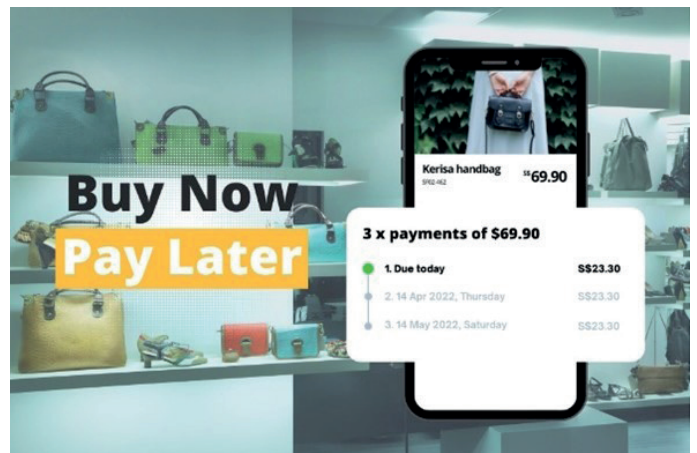 Buy Now
Pay Later
Kerisa handbag
S$ 69.90
3 x payments of $69.90
1. Due today
S$23.30
2. 14 Apr 2022, Thursday
S$23.30
3. 14 May 2022, Saturday
S$23.30